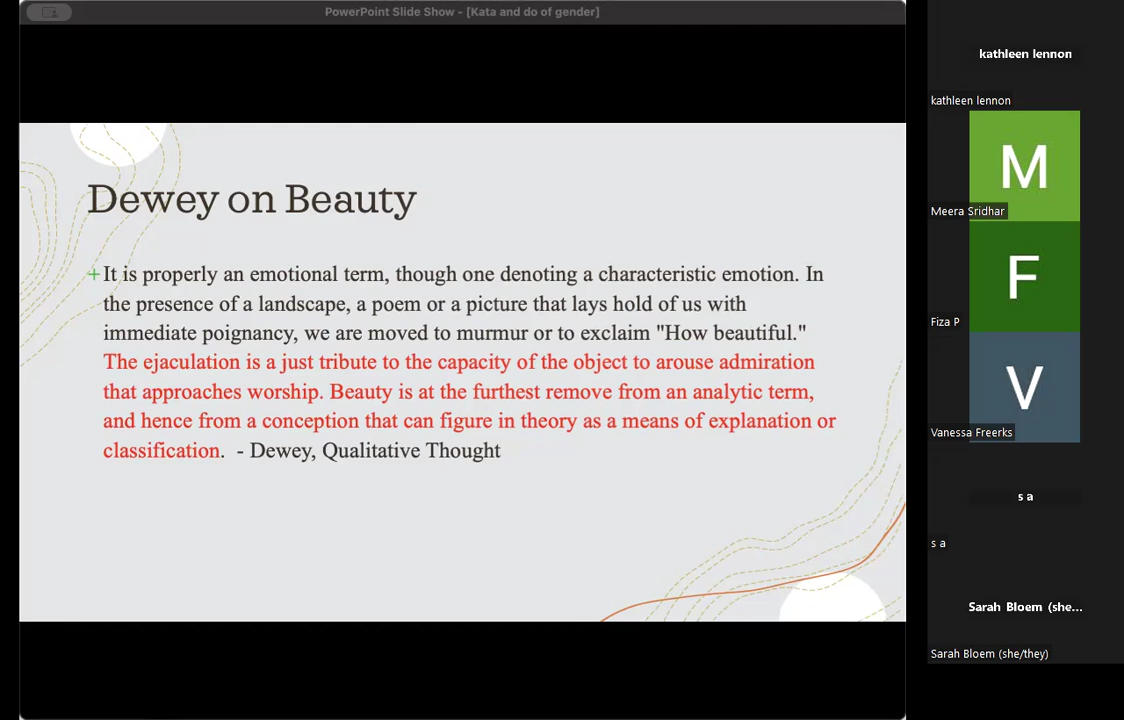 PowerPoint Slide Show - [Kata and do of gender]
Dewey on Beauty
+It is properly an emotional term, though one denoting a characteristic emotion. In
the presence of a landscape, a poem or a picture that lays hold of us with
immediate poignancy, we are moved to murmur or to exclaim "How beautiful."
The ejaculation is a just tribute to the capacity of the object to arouse admiration
that approaches worship. Beauty is at the furthest remove from an analytic term,
and hence from a conception that can figure in theory as a means of explanation or
classification.  - Dewey, Qualitative Thought
kathleen lennon
kathleen lennon
M
Meera Sridhar
F
Fiza P
V
Vanessa Freerks
s a
s a
Sarah Bloem (she...
Sarah Bloem (she/they)